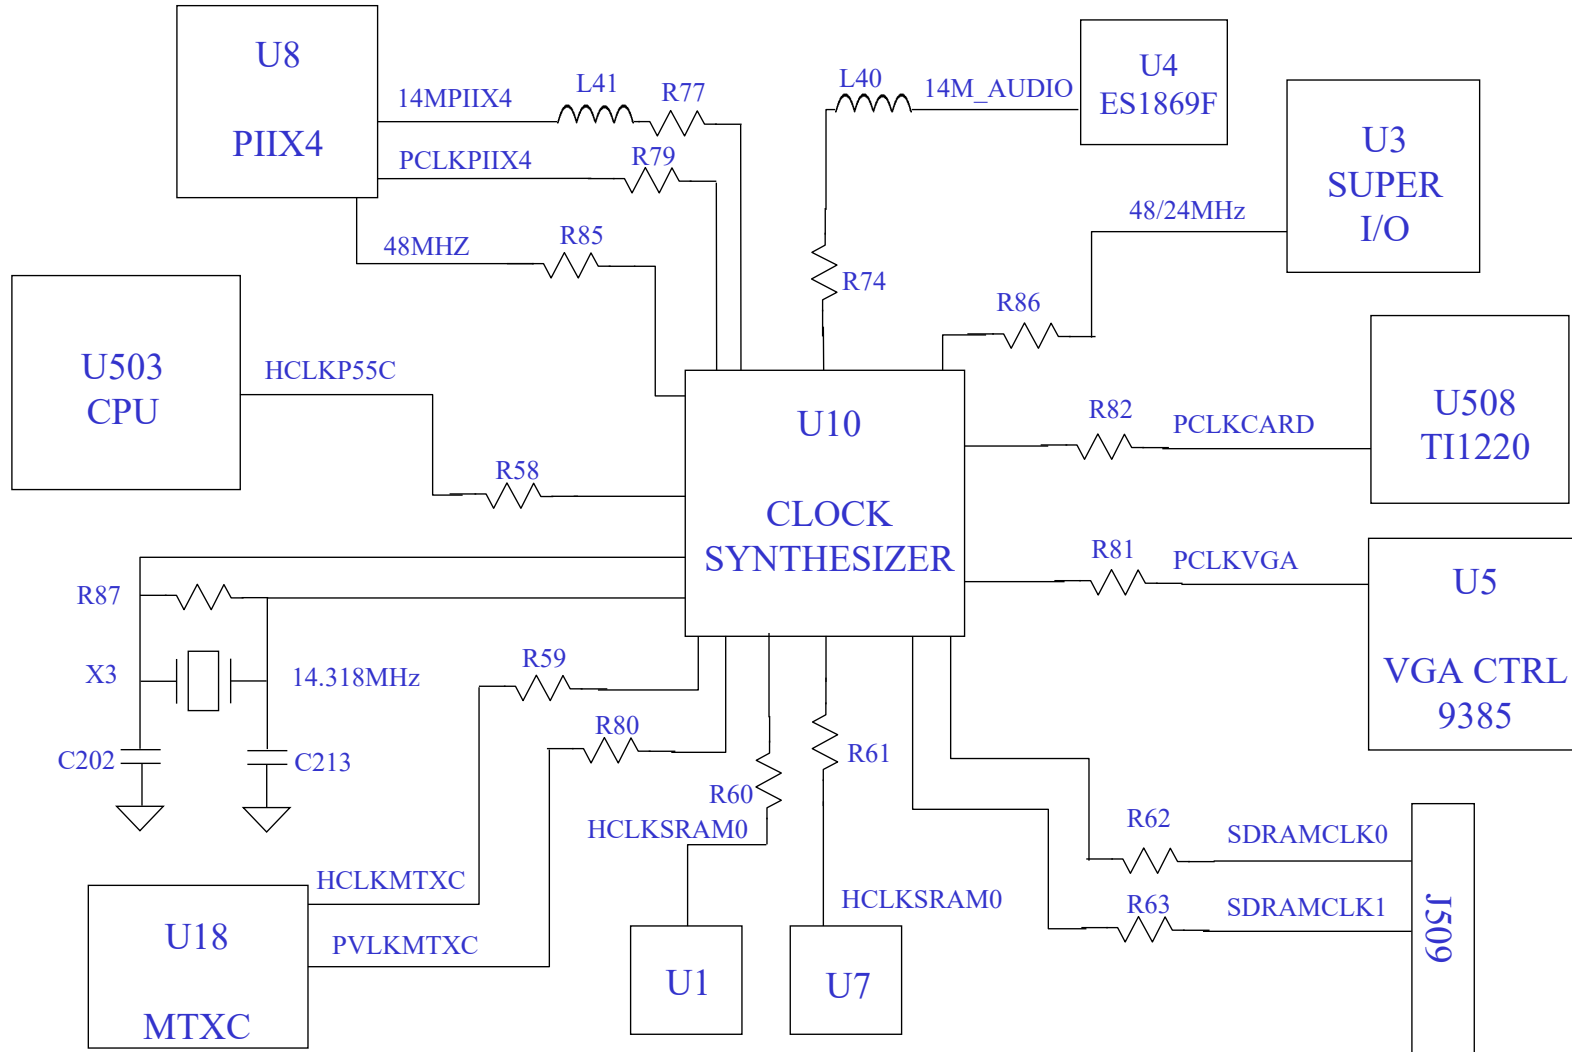 U8
PIIX4
14MPIIX4
L41
R77
PCLKPIIX4
R79
48MHZ
R85
L40
14M_AUDIO
U4
ES1869F
R74
U3
SUPER
I/O
48/24MHz
R86
U503
CPU
HCLKP55C
R58
U10
CLOCK
SYNTHESIZER
R82
PCLKCARD
U508
TI1220
R81
PCLKVGA
U5
VGA CTRL
9385
R87
X3
14.318MHz
C202
C213
R59
R80
R60
R61
HCLKSRAM0
HCLKMTXC
PVLKMTXC
U18
MTXC
U1
HCLKSRAM0
U7
R62
SDRAMCLK0
R63
SDRAMCLK1
J509